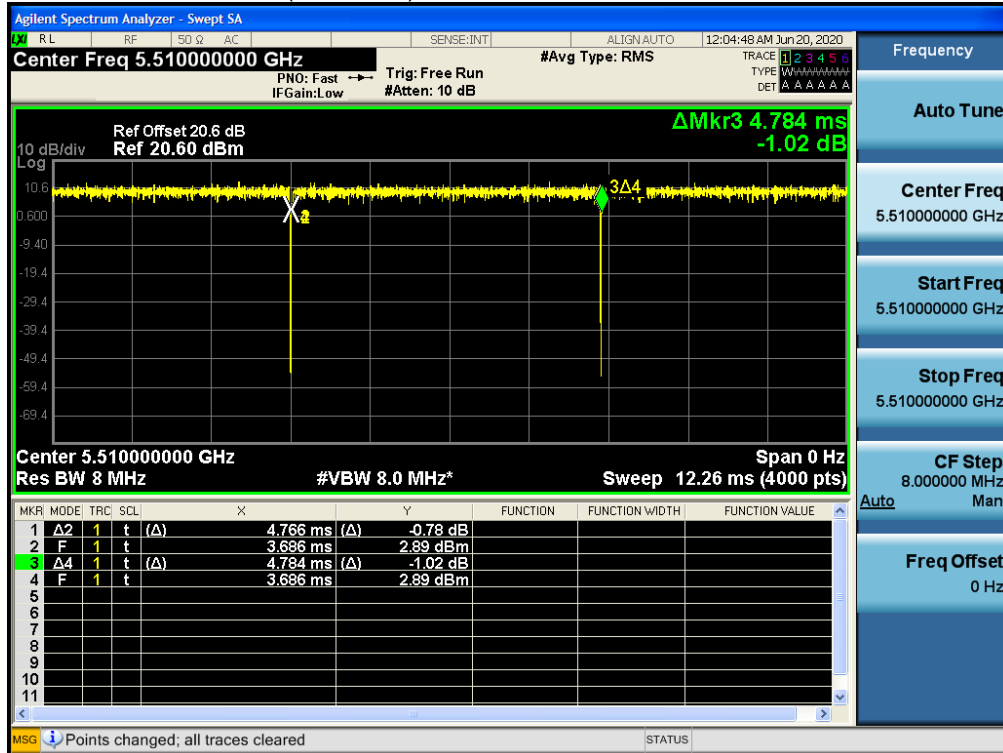 Agilent Spectrum Analyzer - Swept SA
LXI RL RF 50 Ω AC SENSE:INT ALIGN AUTO 12:04:48 AM Jun 20, 2020
Center Freq 5.510000000 GHz #Avg Type: RMS TRACE 1 2 3 4 5 6
PNO: Fast Trig: Free Run TYPE W
IFGain:Low #Atten: 10 dB DET A A A A A A
ΔMkr3 4.784 ms
-1.02 dB
Ref Offset 20.6 dB
10 dB/div Ref 20.60 dBm
Log
10.6
0.600
-9.40
-19.4
-29.4
-39.4
-49.4
-59.4
-69.4
3Δ4
Center 5.510000000 GHz Span 0 Hz
Res BW 8 MHz #VBW 8.0 MHz* Sweep 12.26 ms (4000 pts)
MKR MODE TRC SCL X Y FUNCTION FUNCTION WIDTH FUNCTION VALUE
1 Δ2 1 t (Δ) 4.766 ms (Δ) -0.78 dB
2 F 1 t 3.686 ms 2.89 dBm
3 Δ4 1 t (Δ) 4.784 ms (Δ) -1.02 dB
4 F 1 t 3.686 ms 2.89 dBm
5
6
7
8
9
10
11
MSG Points changed; all traces cleared STATUS
Frequency
Auto Tune
Center Freq
5.510000000 GHz
Start Freq
5.510000000 GHz
Stop Freq
5.510000000 GHz
CF Step
8.000000 MHz
Auto Man
Freq Offset
0 Hz